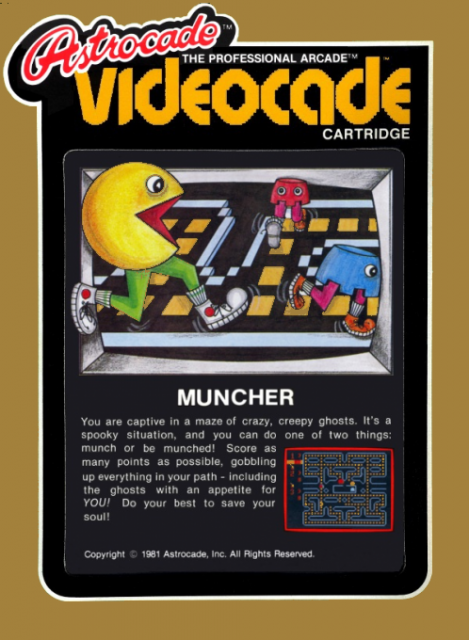 Astrocade™
THE PROFESSIONAL ARCADE™ ™
VIDEOCADE
CARTRIDGE
MUNCHER
You are captive in a maze of crazy, creepy ghosts. It's a
spooky situation, and you can do one of two things:
munch or be munched! Score as
many points as possible, gobbling
up everything in your path - including
the ghosts with an appetite for
YOU! Do your best to save your
soul!
Copyright © 1981 Astrocade, Inc. All Rights Reserved.